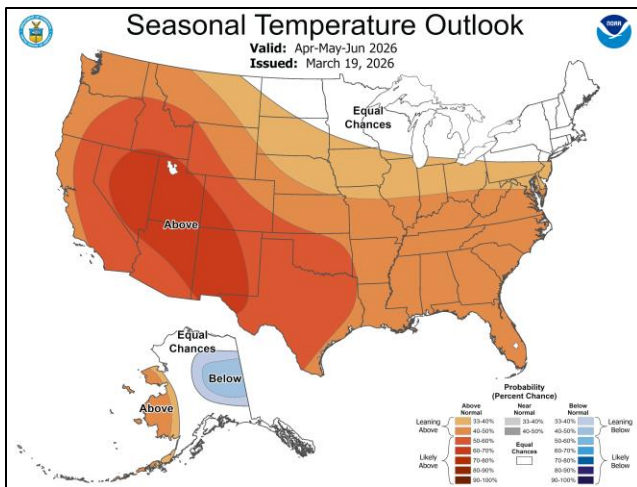 Seasonal Temperature Outlook
Valid: Apr-May-Jun 2026
Issued: March 19, 2026
NOAA
Equal
Chances
Above
Equal
Chances
Below
Above
Probability
(Percent Chance)
Above
Normal
Near
Normal
Below
Normal
Leaning
Above
33-40%
40-50%
33-40%
40-50%
33-40%
40-50%
Leaning
Below
Likely
Above
50-60%
60-70%
70-80%
80-90%
90-100%
Equal
Chances
50-60%
60-70%
70-80%
80-90%
90-100%
Likely
Below